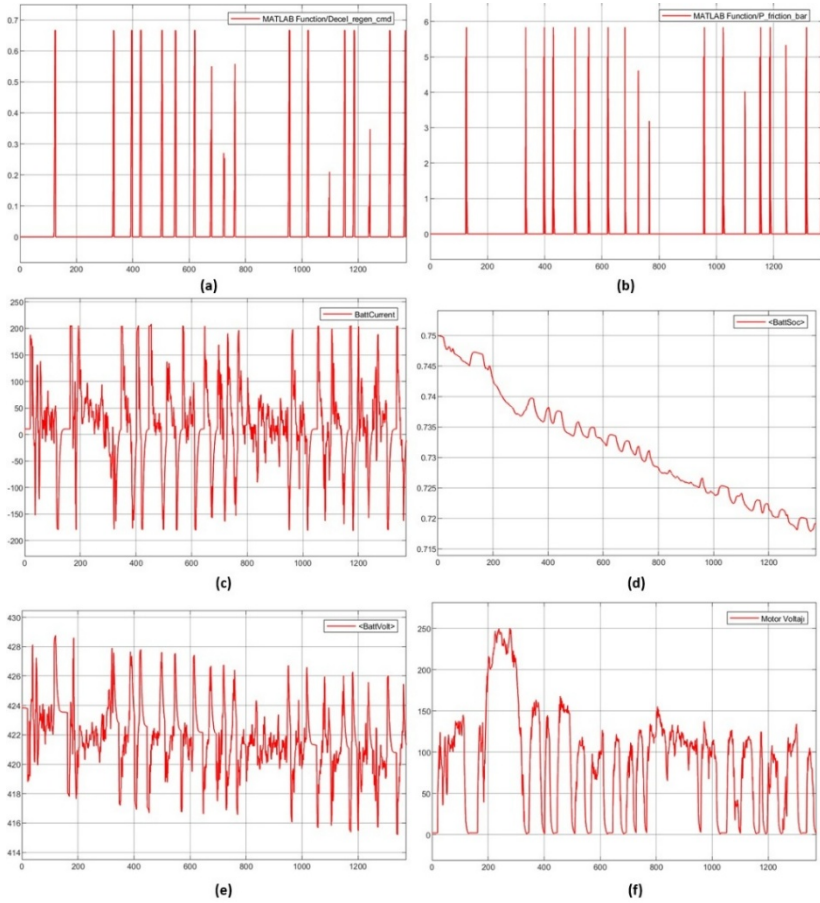 MATLAB Function/Decel_regen_cmd
0.7
0.6
0.5
0.4
0.3
0.2
0.1
0
0 200 400 600 800 1000 1200
(a)
MATLAB Function/P_friction_bar
6
5
4
3
2
1
0
0 200 400 600 800 1000 1200
(b)
BattCurrent
250
200
150
100
50
0
-50
-100
-150
-200
0 200 400 600 800 1000 1200
(c)
<BattSoc>
0.75
0.745
0.74
0.735
0.73
0.725
0.72
0.715
0 200 400 600 800 1000 1200
(d)
<BattVolt>
430
428
426
424
422
420
418
416
414
0 200 400 600 800 1000 1200
(e)
Motor Voltaj
250
200
150
100
50
0
0 200 400 600 800 1000 1200
(f)